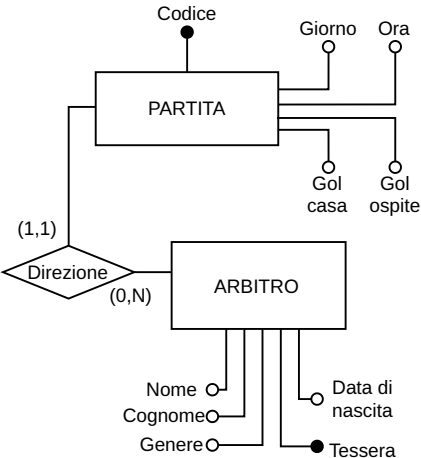 Codice
Giorno
Ora
PARTITA
Gol
casa
Gol
ospite
(1,1)
Direzione
(0,N)
ARBITRO
Nome
Cognome
Genere
Data di
nascita
Tessera